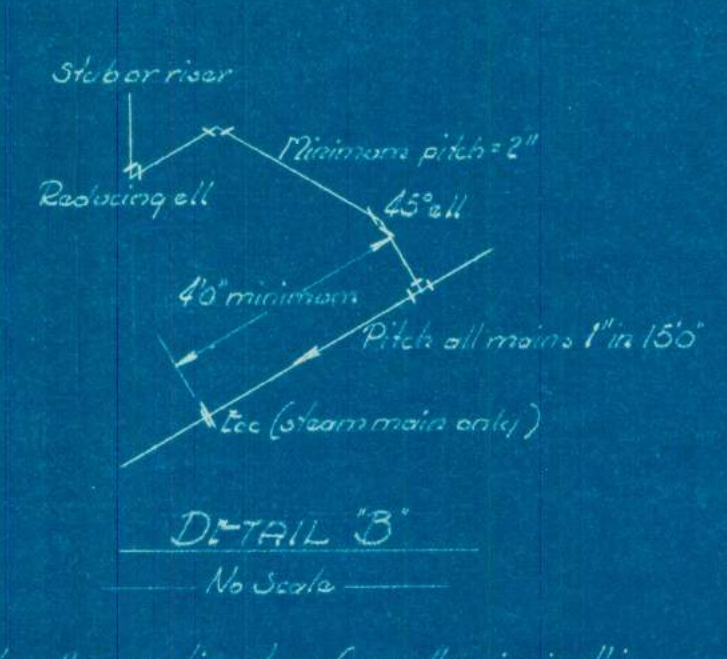 Stub or riser
Minimum pitch = 2"
Reducing ell
45° ell
4'0" minimum
Pitch all mains 1" in 15'0"
Ecc (steam main only)
DETAIL "B"
No Scale